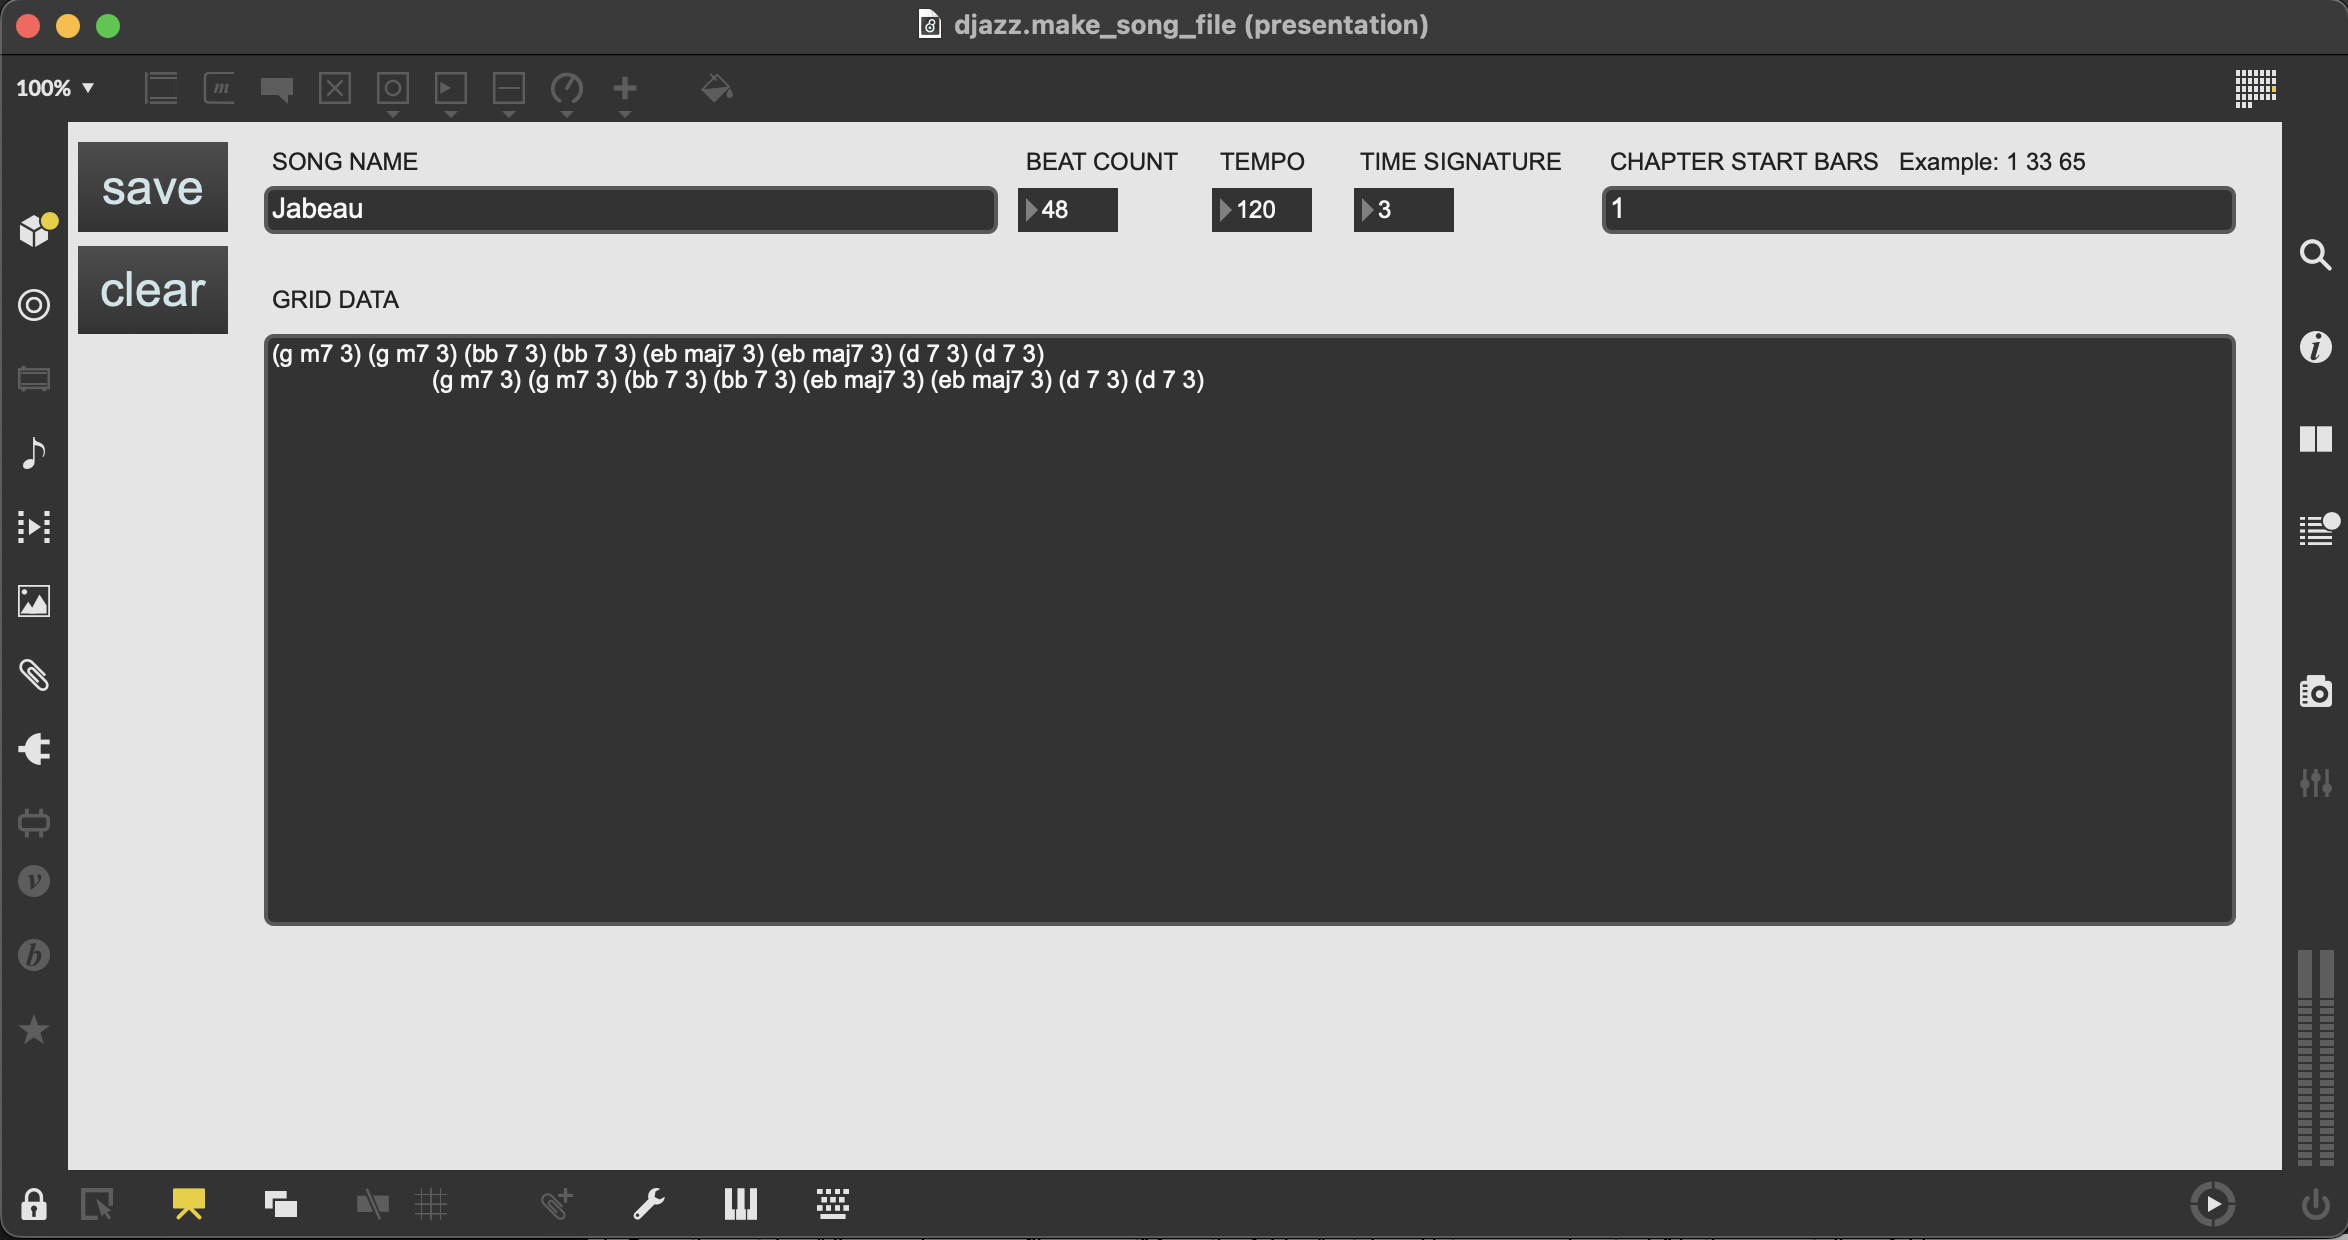 djazz.make_song_file (presentation)
100%
save
SONG NAME
BEAT COUNT
TEMPO
TIME SIGNATURE
CHAPTER START BARS Example: 1 33 65
Jabeau
48
120
3
1
clear
GRID DATA
(g m7 3) (g m7 3) (bb 7 3) (bb 7 3) (eb maj7 3) (eb maj7 3) (d 7 3) (d 7 3)
(g m7 3) (g m7 3) (bb 7 3) (bb 7 3) (eb maj7 3) (eb maj7 3) (d 7 3) (d 7 3)